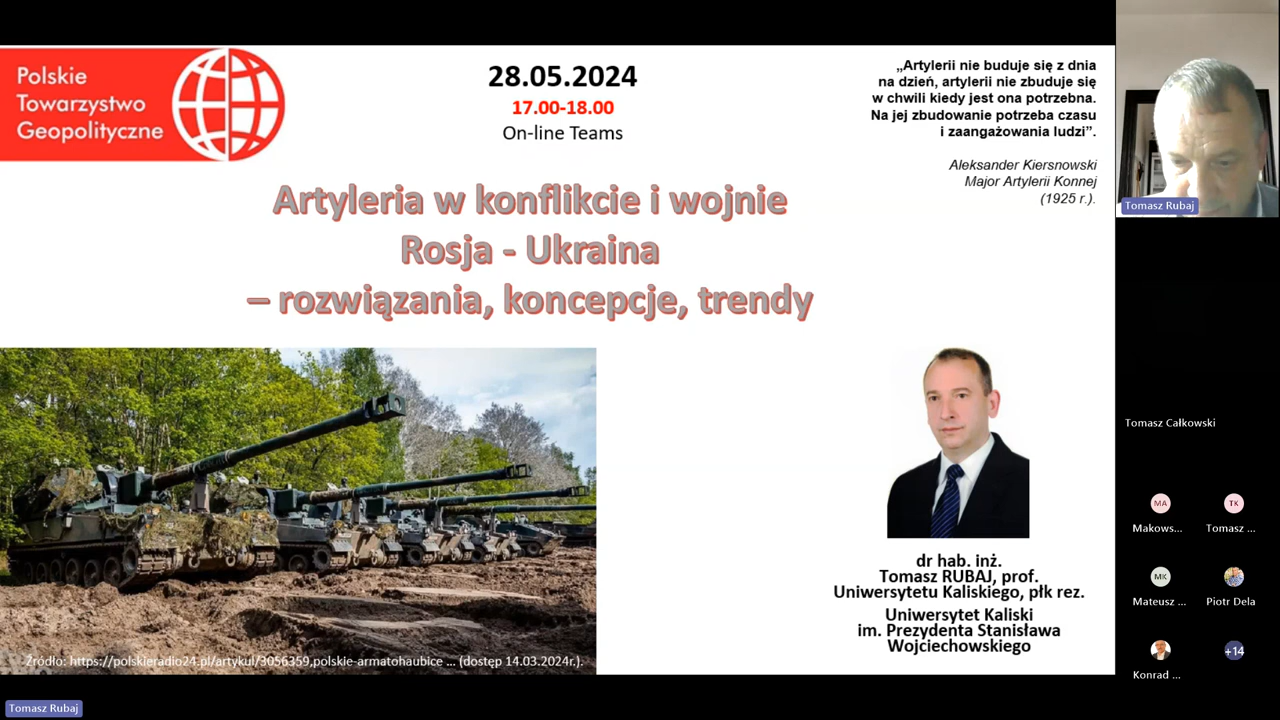 Polskie
Towarzystwo
Geopolityczne
28.05.2024
17.00-18.00
On-line Teams
„Artylerii nie buduje się z dnia
na dzień, artylerii nie zbuduje się
w chwili kiedy jest ona potrzebna.
Na jej zbudowanie potrzeba czasu
i zaangażowania ludzi”.
Aleksander Kiersnowski
Major Artylerii Konnej
(1925 r.).
Artyleria w konflikcie i wojnie
Rosja - Ukraina
– rozwiązania, koncepcje, trendy
Źródło: https://polskieradio24.pl/artykul/3056359,polskie-armatohaubice ... (dostęp 14.03.2024r.).
dr hab. inż.
Tomasz RUBAJ, prof.
Uniwersytetu Kaliskiego, płk rez.
Uniwersytet Kaliski
im. Prezydenta Stanisława
Wojciechowskiego
Tomasz Rubaj
Tomasz Całkowski
MA
TK
Makows...
Tomasz ...
MK
Mateusz ...
Piotr Dela
Konrad ...
+14
Tomasz Rubaj